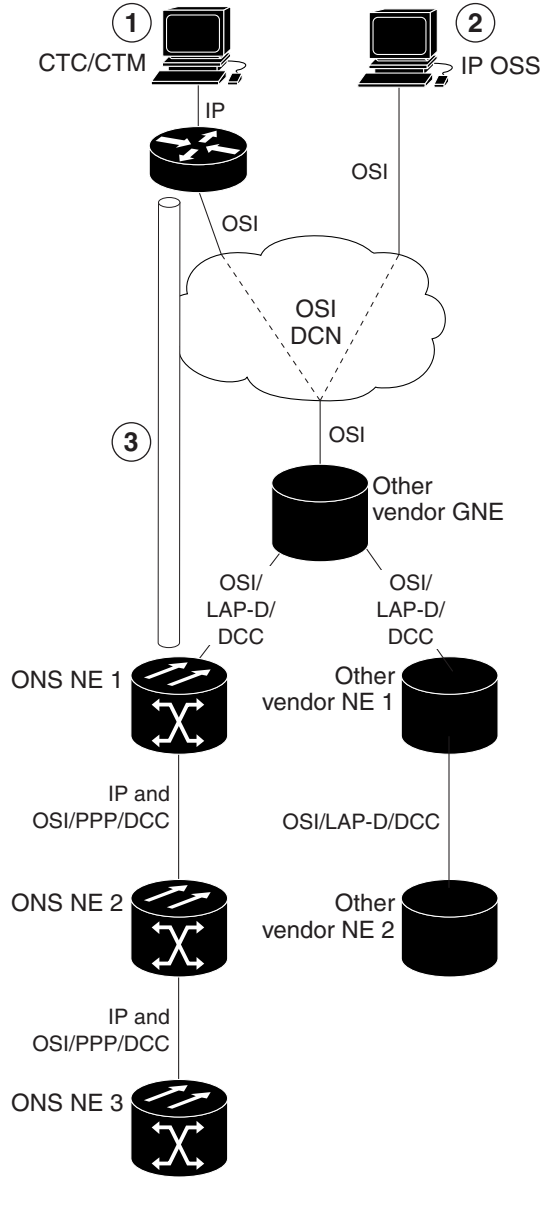 1
2
CTC/CTM
IP OSS
IP
OSI
OSI
OSI
DCN
3
OSI
Other
vendor GNE
OSI/
LAP-D/
DCC
OSI/
LAP-D/
DCC
ONS NE 1
Other
vendor NE 1
IP and
OSI/PPP/DCC
OSI/LAP-D/DCC
ONS NE 2
Other
vendor NE 2
IP and
OSI/PPP/DCC
ONS NE 3